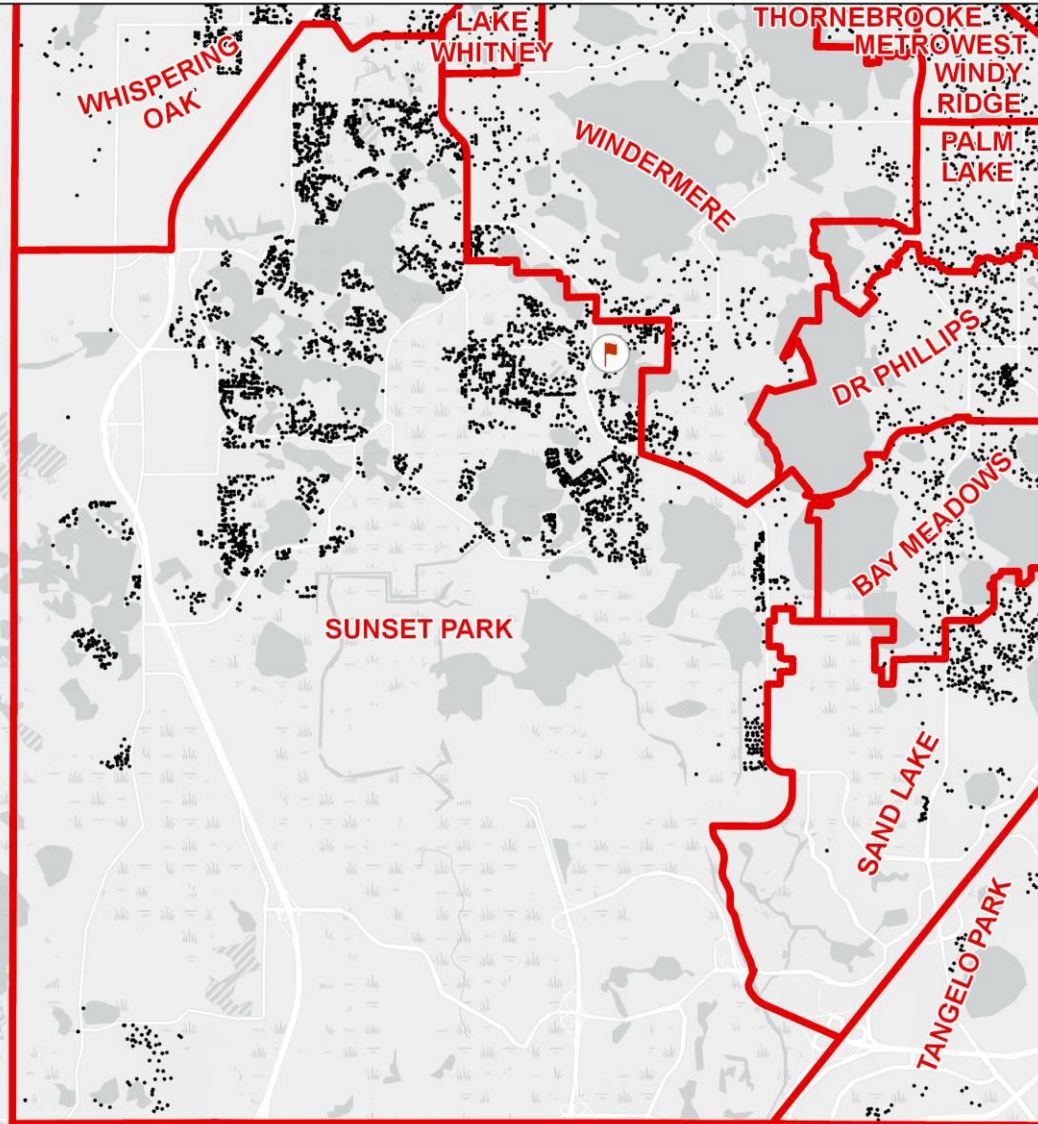 LAKE
WHITNEY
THORNEBROOKE
METROWEST
WINDY
RIDGE
WHISPERING
OAK
WINDERMERE
PALM
LAKE
DR PHILLIPS
BAY MEADOWS
SUNSET PARK
SAND LAKE
TANGELO PARK